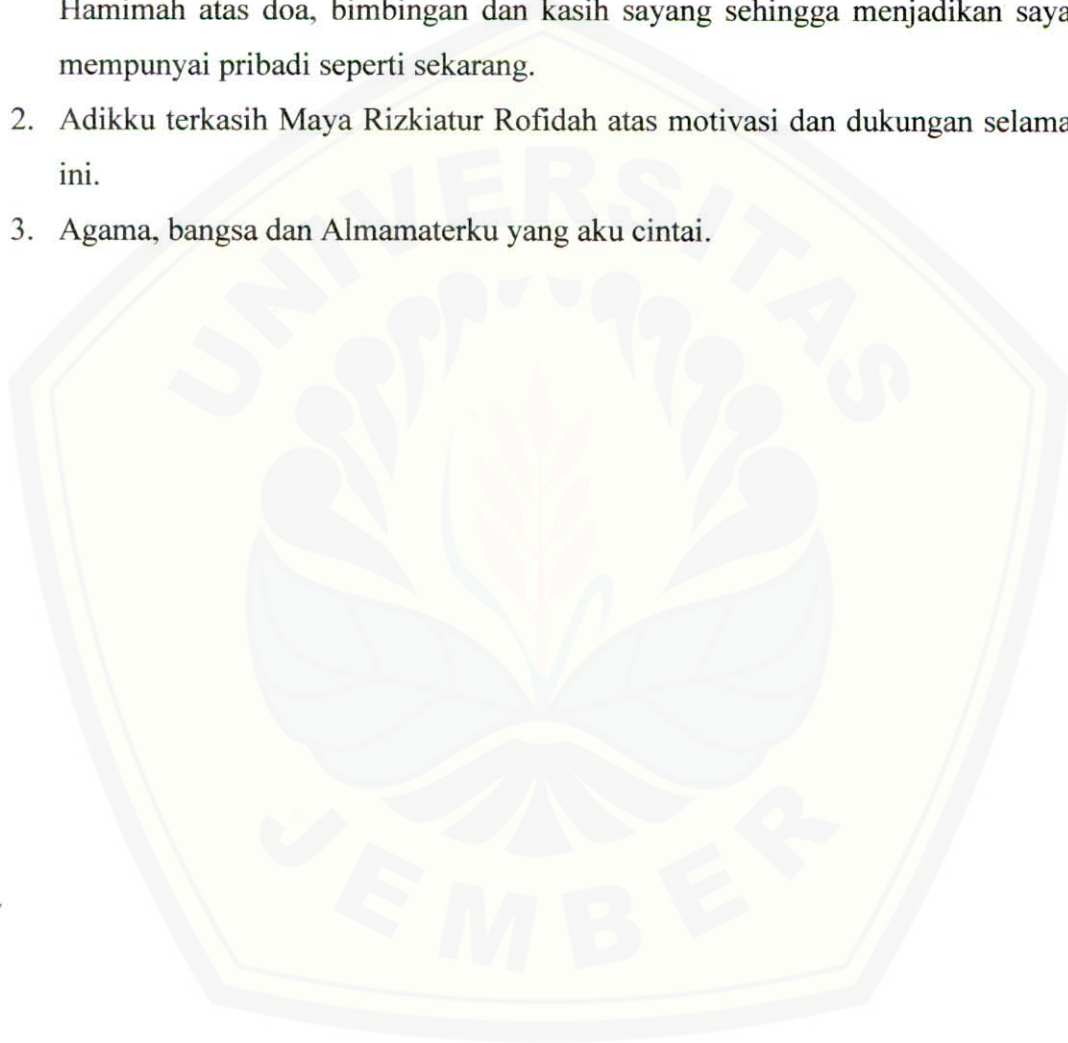 Hamimah atas doa, bimbingan dan kasih sayang sehingga menjadikan saya
mempunyai pribadi seperti sekarang.
2. Adikku terkasih Maya Rizkiatur Rofidah atas motivasi dan dukungan selama
ini.
3. Agama, bangsa dan Almamaterku yang aku cintai.
UNIVERSITAS
JEMBER